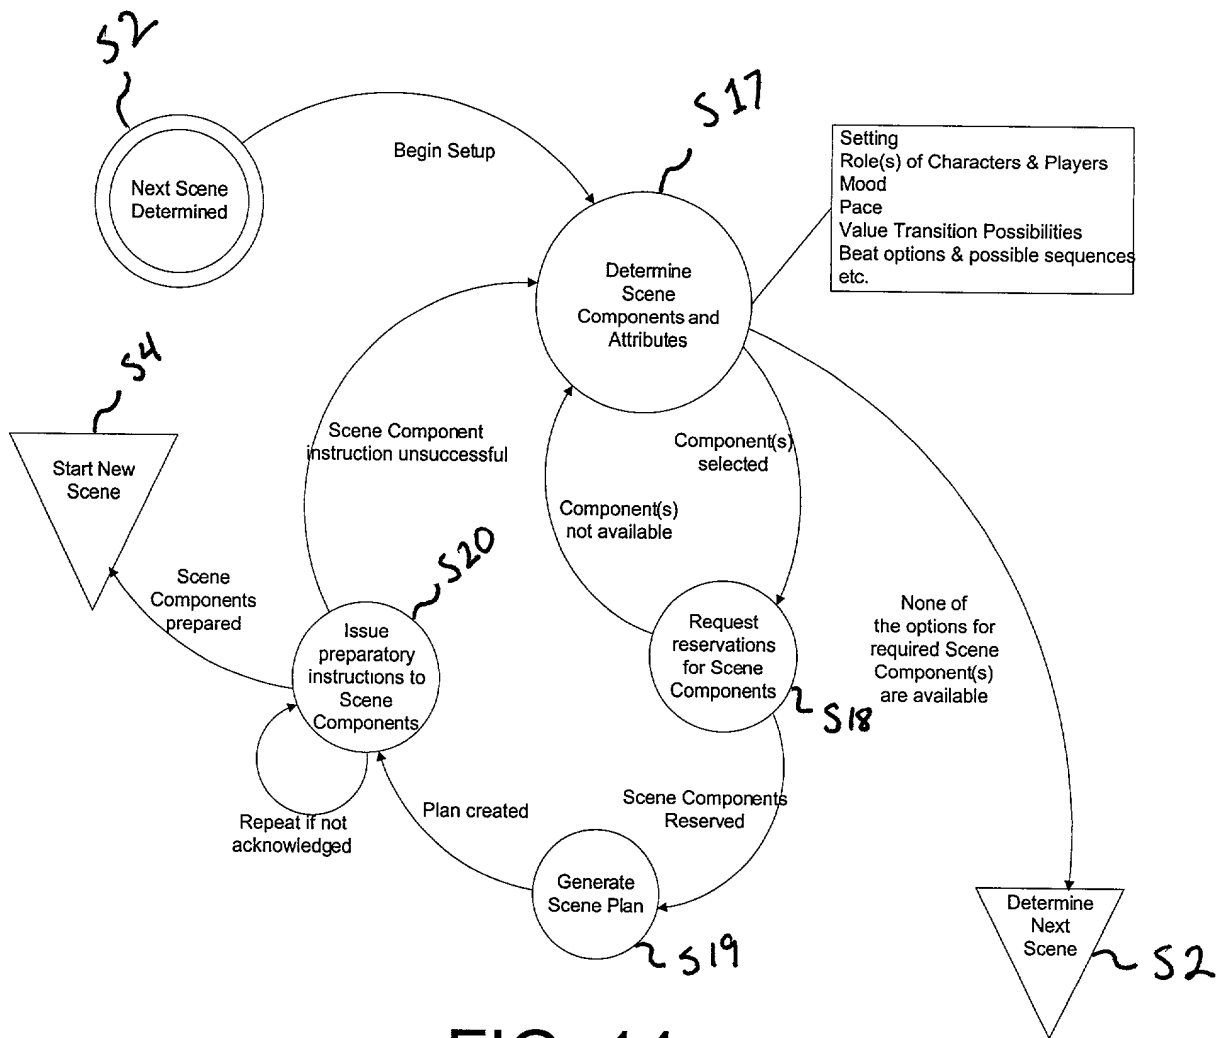 S2
Next Scene
Determined
Begin Setup
S17
Setting
Role(s) of Characters & Players
Mood
Pace
Value Transition Possibilities
Beat options & possible sequences
etc.
Determine
Scene
Components and
Attributes
S4
Start New
Scene
Scene Component
instruction unsuccessful
Component(s)
selected
Component(s)
not available
S20
Scene
Components
prepared
Issue
preparatory
instructions to
Scene
Components
Request
reservations
for Scene
Components
S18
None of
the options for
required Scene
Component(s)
are available
Repeat if not
acknowledged
Plan created
Scene Components
Reserved
Generate
Scene Plan
S19
Determine
Next
Scene
S2